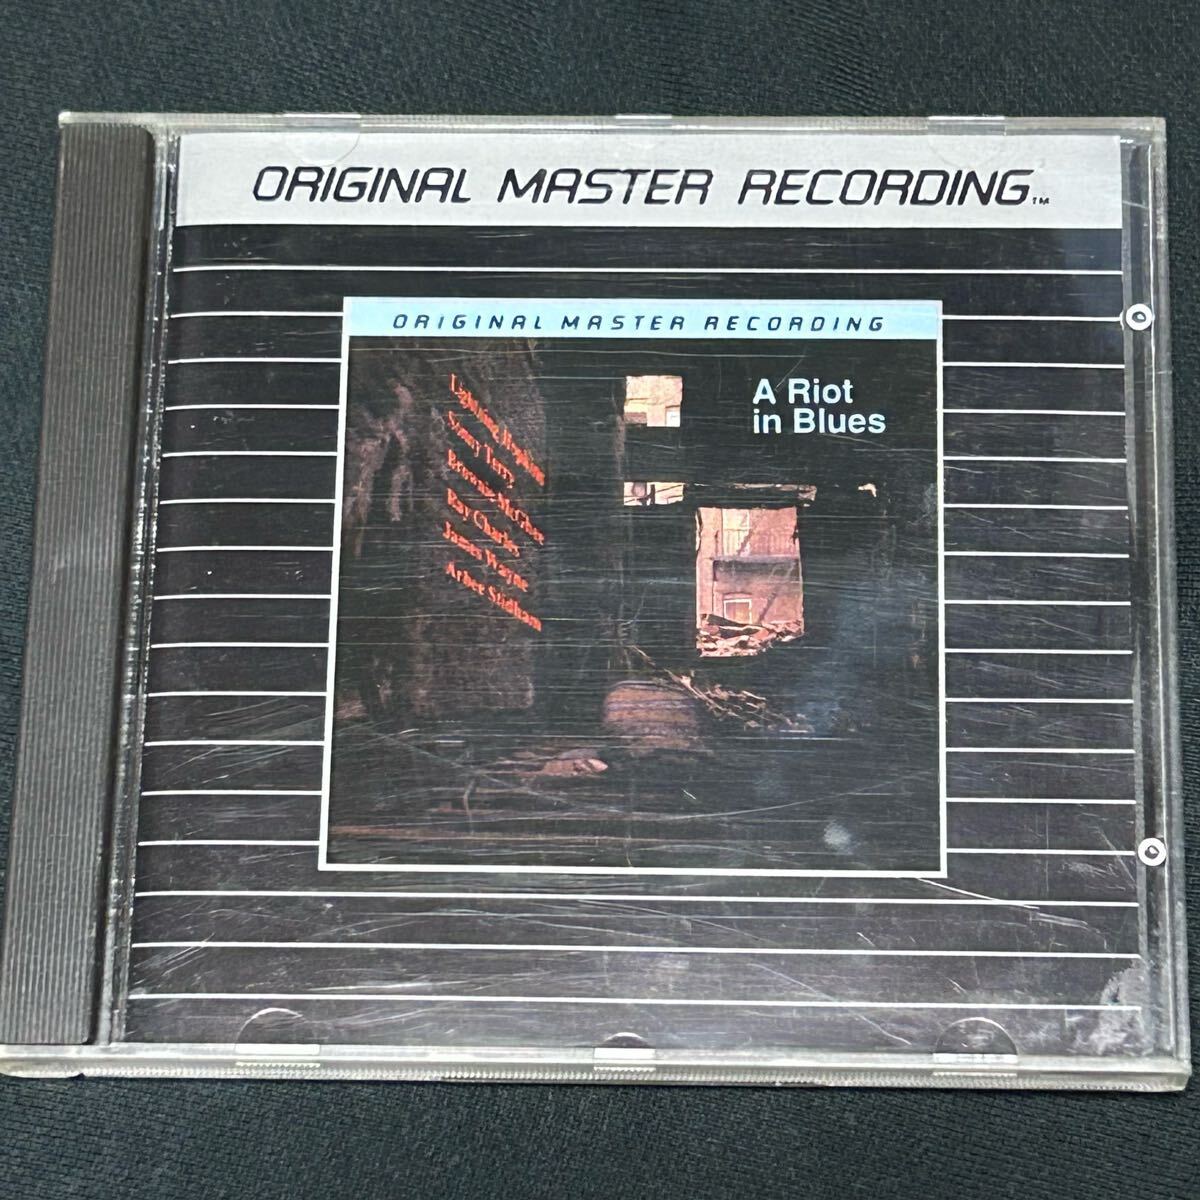 ORIGINAL MASTER RECORDING™
ORIGINAL MASTER RECORDING
A Riot
in Blues
Lightning Hopkins
Sonny Terry
Brownie McGhee
Ray Charles
James Wayne
Arbee Stidham